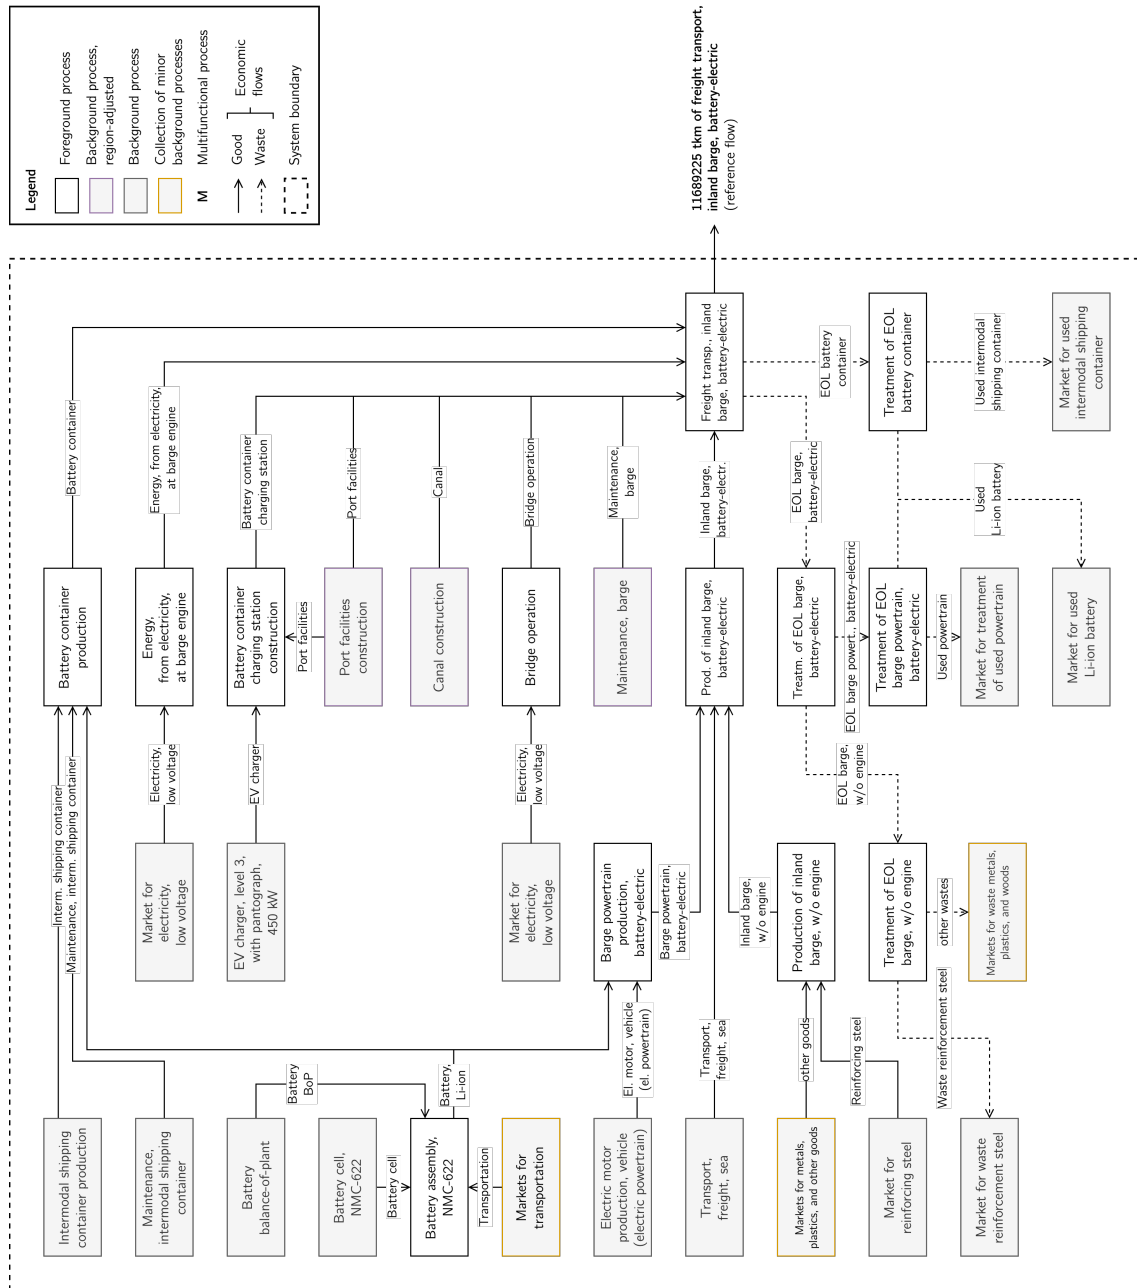 Legend
Foreground process
Background process,
region-adjusted
Background process
Collection of minor
background processes
M
Multifunctional process
Good
Waste
Economic
flows
System boundary
Intermodal shipping
container production
Maintenance,
intermodal shipping
container
Battery
balance-of-plant
Battery cell,
NMC-622
Battery assembly,
NMC-622
Markets for
transportation
Electric motor
production, vehicle
(electric powertrain)
Transport,
freight, sea
Markets for metals,
plastics, and other goods
Market for
reinforcing steel
Market for waste
reinforcement steel
Battery
BoP
Battery cell
Transportation
Battery,
Li-ion
El. motor, vehicle
(el. powertrain)
Transport,
freight, sea
other goods
Reinforcing steel
Waste reinforcement steel
Interm. shipping container
Maintenance, interm. shipping container
Market for
electricity,
low voltage
EV charger, level 3,
with pantograph,
450 kW
Market for
electricity,
low voltage
Barge powertrain
production,
battery-electric
Production of inland
barge, w/o engine
Treatment of EOL
barge, w/o engine
Markets for waste metals,
plastics, and woods
Electricity,
low voltage
EV charger
Electricity,
low voltage
Barge powertrain,
battery-electric
Inland barge,
w/o engine
other wastes
EOL barge,
w/o engine
Battery container
production
Energy,
from electricity,
at barge engine
Battery container
charging station
construction
Port facilities
Port facilities
construction
Canal construction
Bridge operation
Maintenance, barge
Prod. of inland barge,
battery-electric
Treatm. of EOL barge,
battery-electric
EOL barge powert., battery-electric
Treatment of EOL
barge powertrain,
battery-electric
Used powertrain
Market for treatment
of used powertrain
Market for used
Li-ion battery
Battery container
Energy, from electricity,
at barge engine
Battery container
charging station
Port facilities
Canal
Bridge operation
Maintenance,
barge
Inland barge,
battery-electr.
EOL barge,
battery-electric
Used
Li-ion battery
Freight transp., inland
barge, battery-electric
EOL battery
container
Treatment of EOL
battery container
Used intermodal
shipping container
Market for used
intermodal shipping
container
11689225 tkm of freight transport,
inland barge, battery-electric
(reference flow)